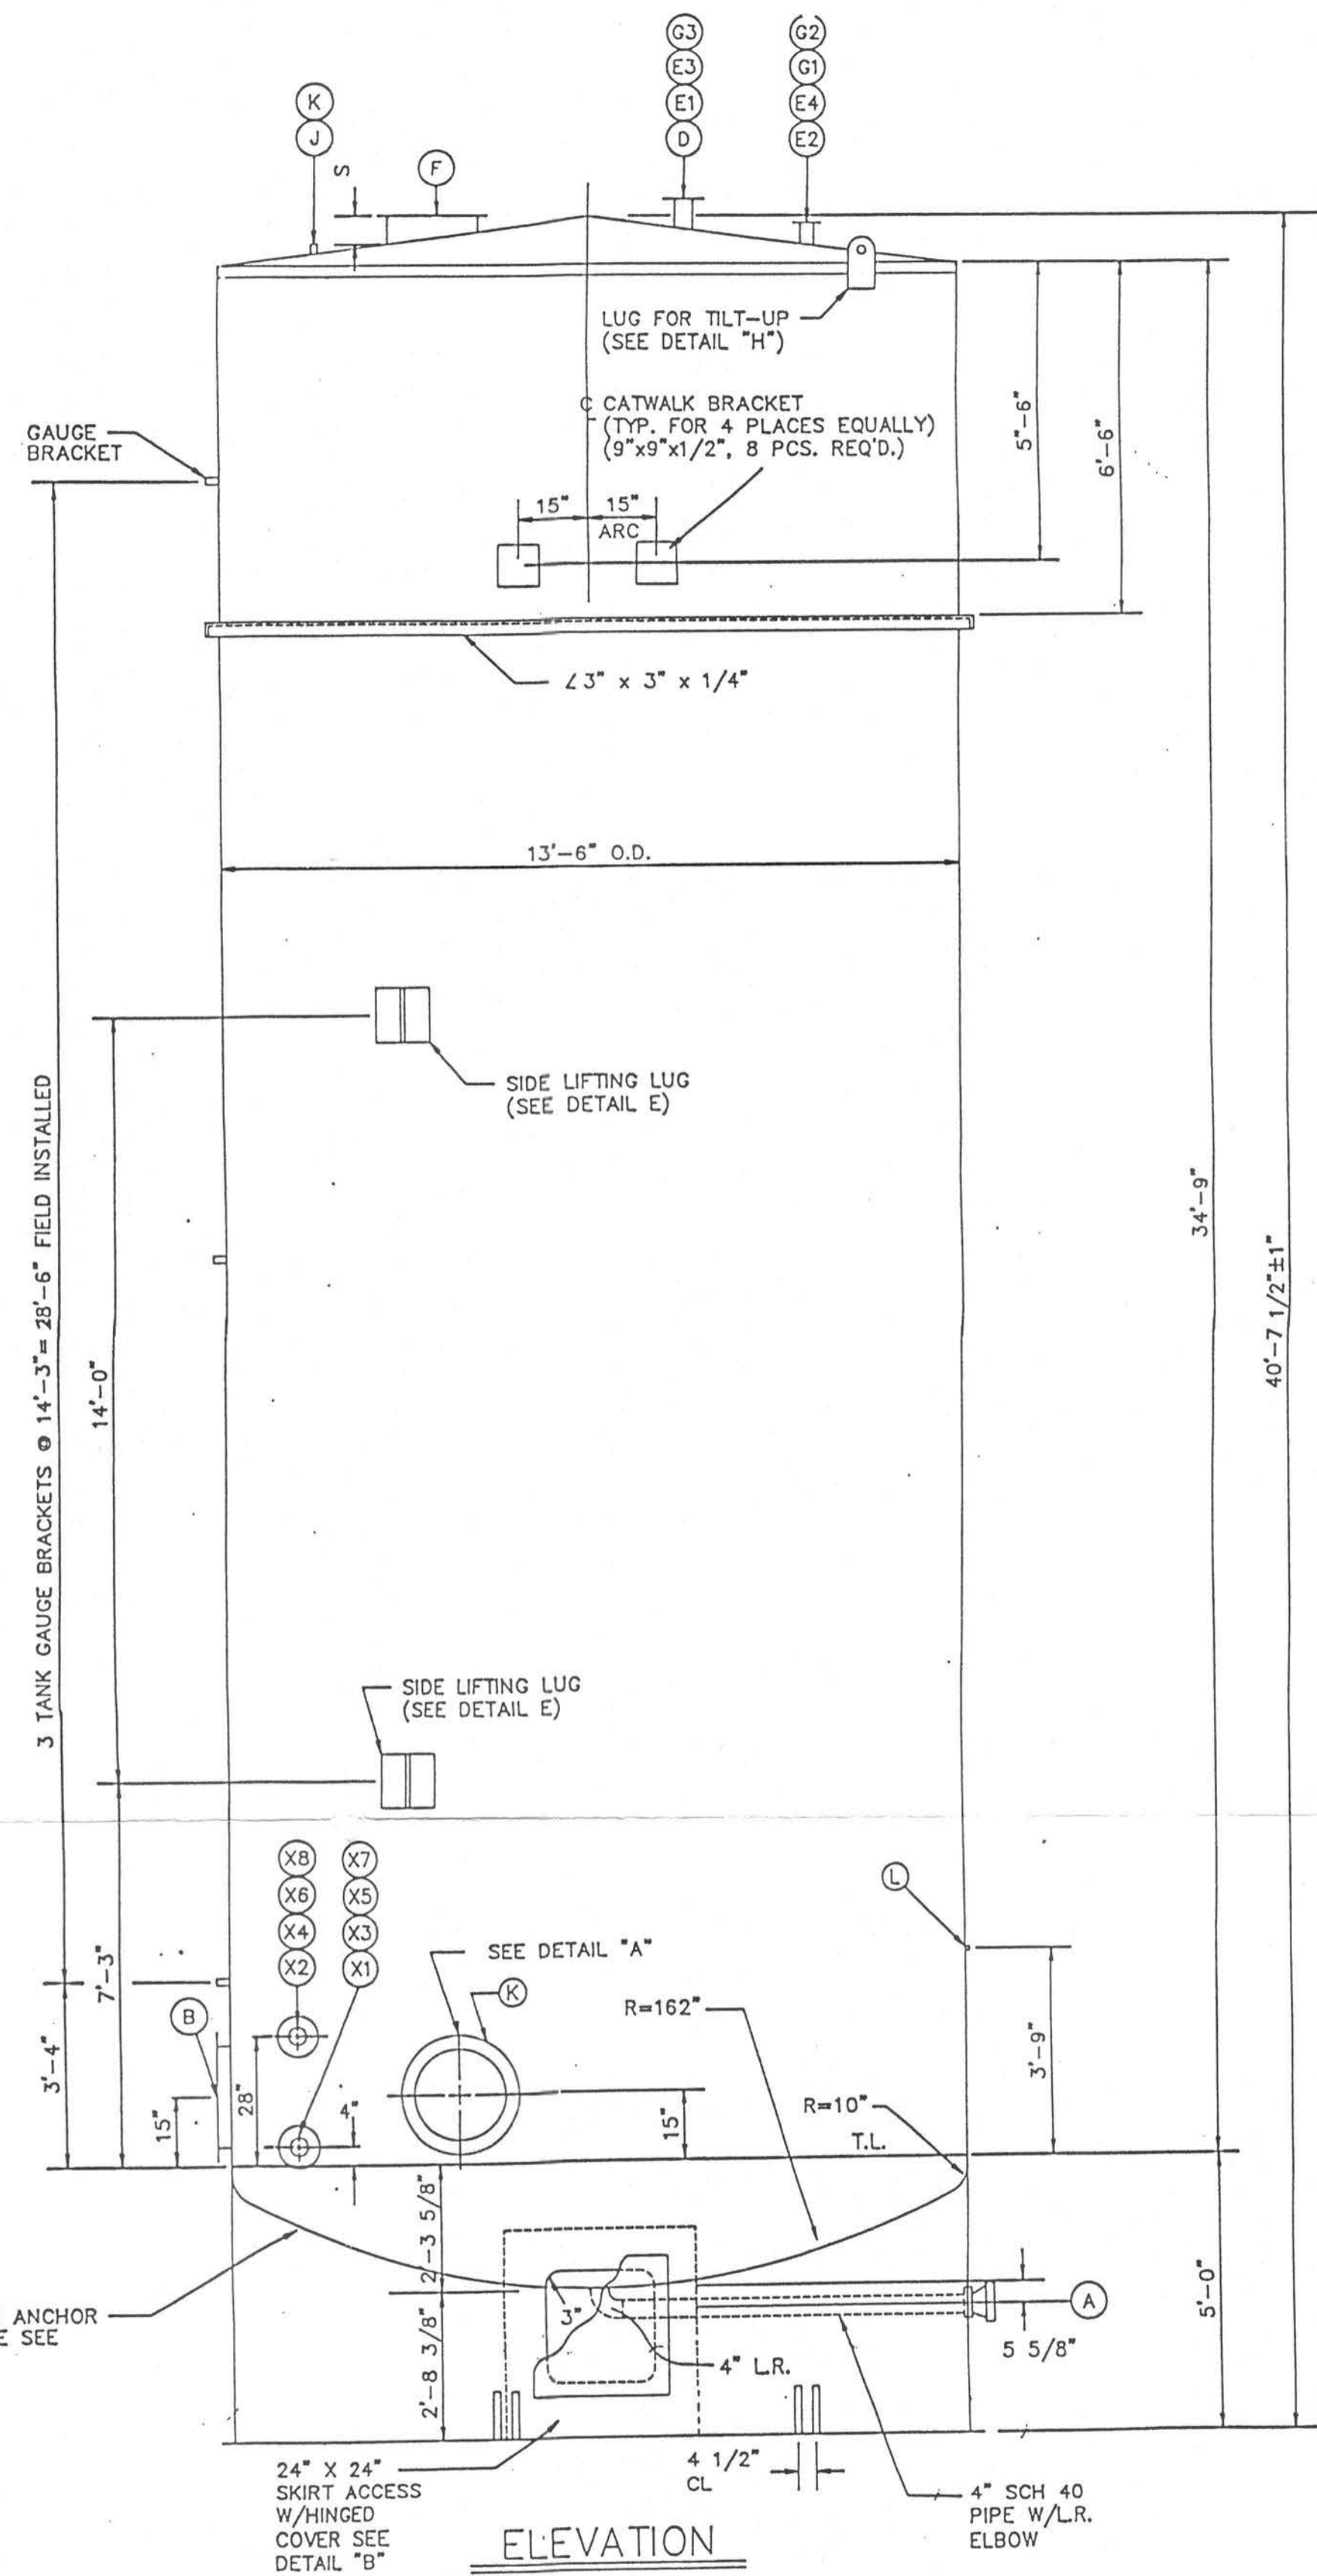 G3
E3
E1
D
G2
G1
E4
E2
K
J
S
F
LUG FOR TILT-UP
(SEE DETAIL "H")
C CATWALK BRACKET
(TYP. FOR 4 PLACES EQUALLY)
(9"x9"x1/2", 8 PCS. REQ'D.)
GAUGE
BRACKET
5"-6"
6'-6"
15"
15"
ARC
∠3" x 3" x 1/4"
13'-6" O.D.
SIDE LIFTING LUG
(SEE DETAIL E)
3 TANK GAUGE BRACKETS @ 14'-3"= 28'-6" FIELD INSTALLED
14'-0"
34'-9"
40'-7 1/2"±1"
SIDE LIFTING LUG
(SEE DETAIL E)
X8
X6
X4
X2
X7
X5
X3
X1
L
SEE DETAIL "A"
K
B
R=162"
7'-3"
3'-4"
15"
28"
4"
15"
3'-9"
R=10"
T.L.
2'-3 5/8"
ANCHOR
E SEE
3"
A
5 5/8"
5'-0"
2'-8 3/8"
4" L.R.
24" X 24"
SKIRT ACCESS
W/HINGED
COVER SEE
DETAIL "B"
4 1/2"
CL
4" SCH 40
PIPE W/L.R.
ELBOW
ELEVATION